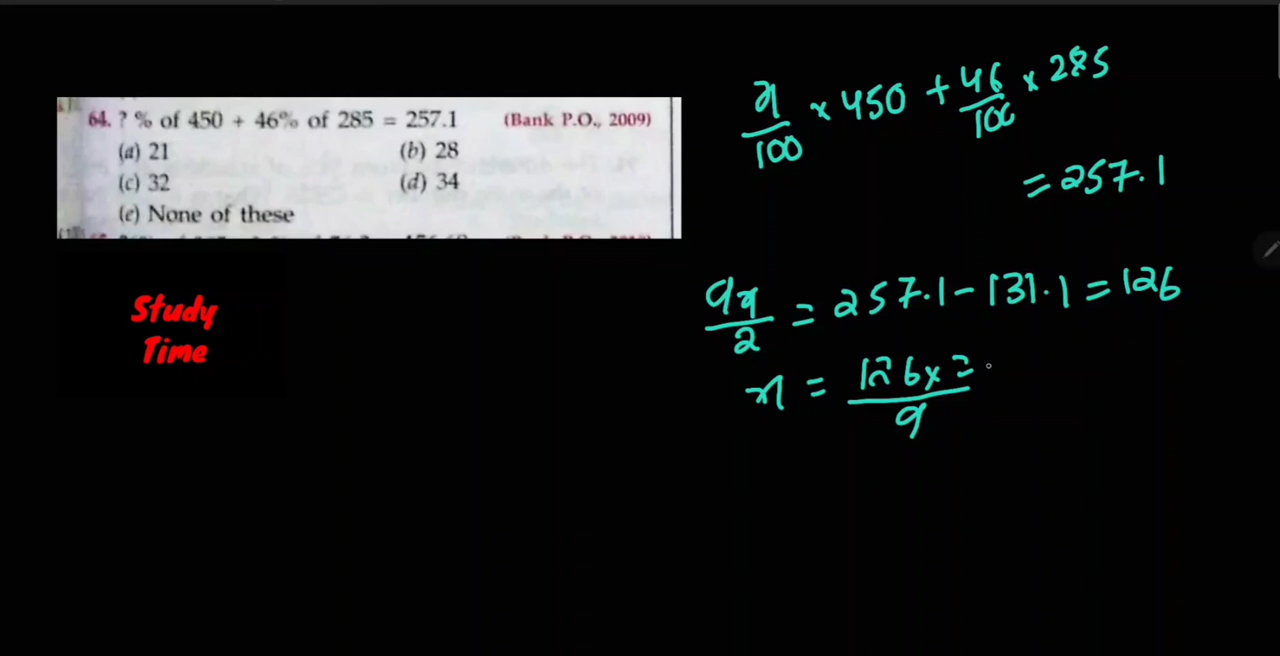 64. ? % of 450 + 46% of 285 = 257.1 (Bank P.O., 2009)
(a) 21 (b) 28
(c) 32 (d) 34
(e) None of these
Study
Time
x/100 × 450 + 46/100 × 285
= 257.1
9x/2 = 257.1 - 131.1 = 126
x = 126×2/9